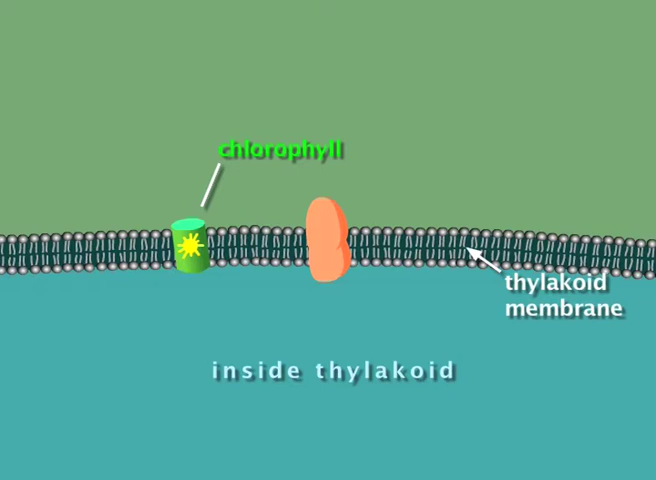 chlorophyll
thylakoid
membrane
inside thylakoid